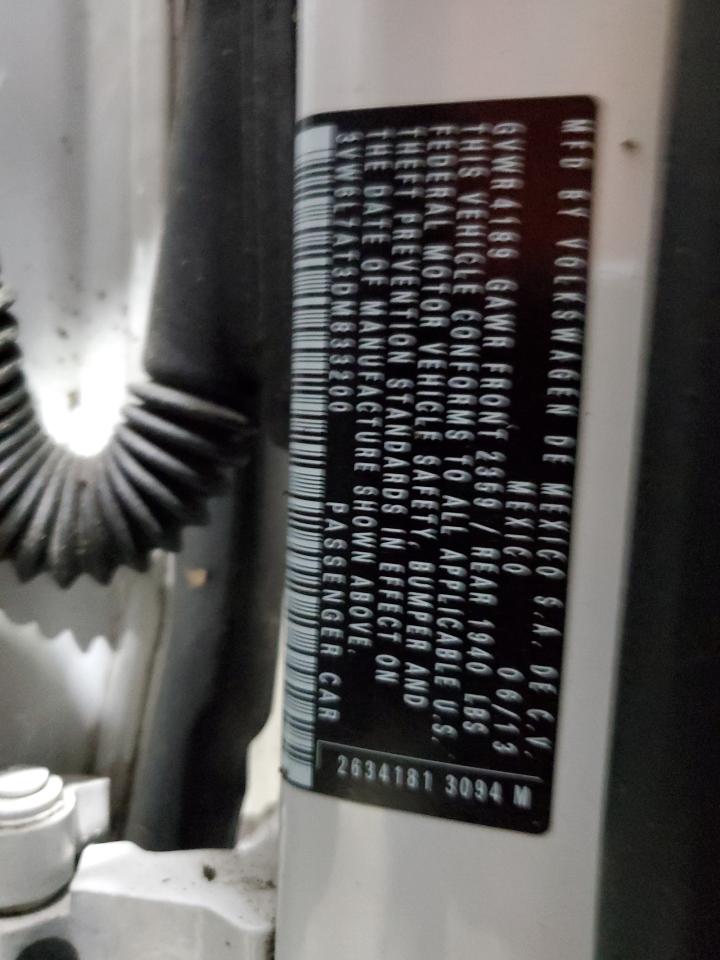 MFD BY VOLKSWAGEN DE MEXICO S.A. DE C.V.
MEXICO 06/13
GVWR 4189 GAWR FRONT 2359 / REAR 1940 LBS
THIS VEHICLE CONFORMS TO ALL APPLICABLE U.S.
FEDERAL MOTOR VEHICLE SAFETY, BUMPER AND
THEFT PREVENTION STANDARDS IN EFFECT ON
THE DATE OF MANUFACTURE SHOWN ABOVE.
3VW6L7AT3DM833200 PASSENGER CAR
2634181 3094 M